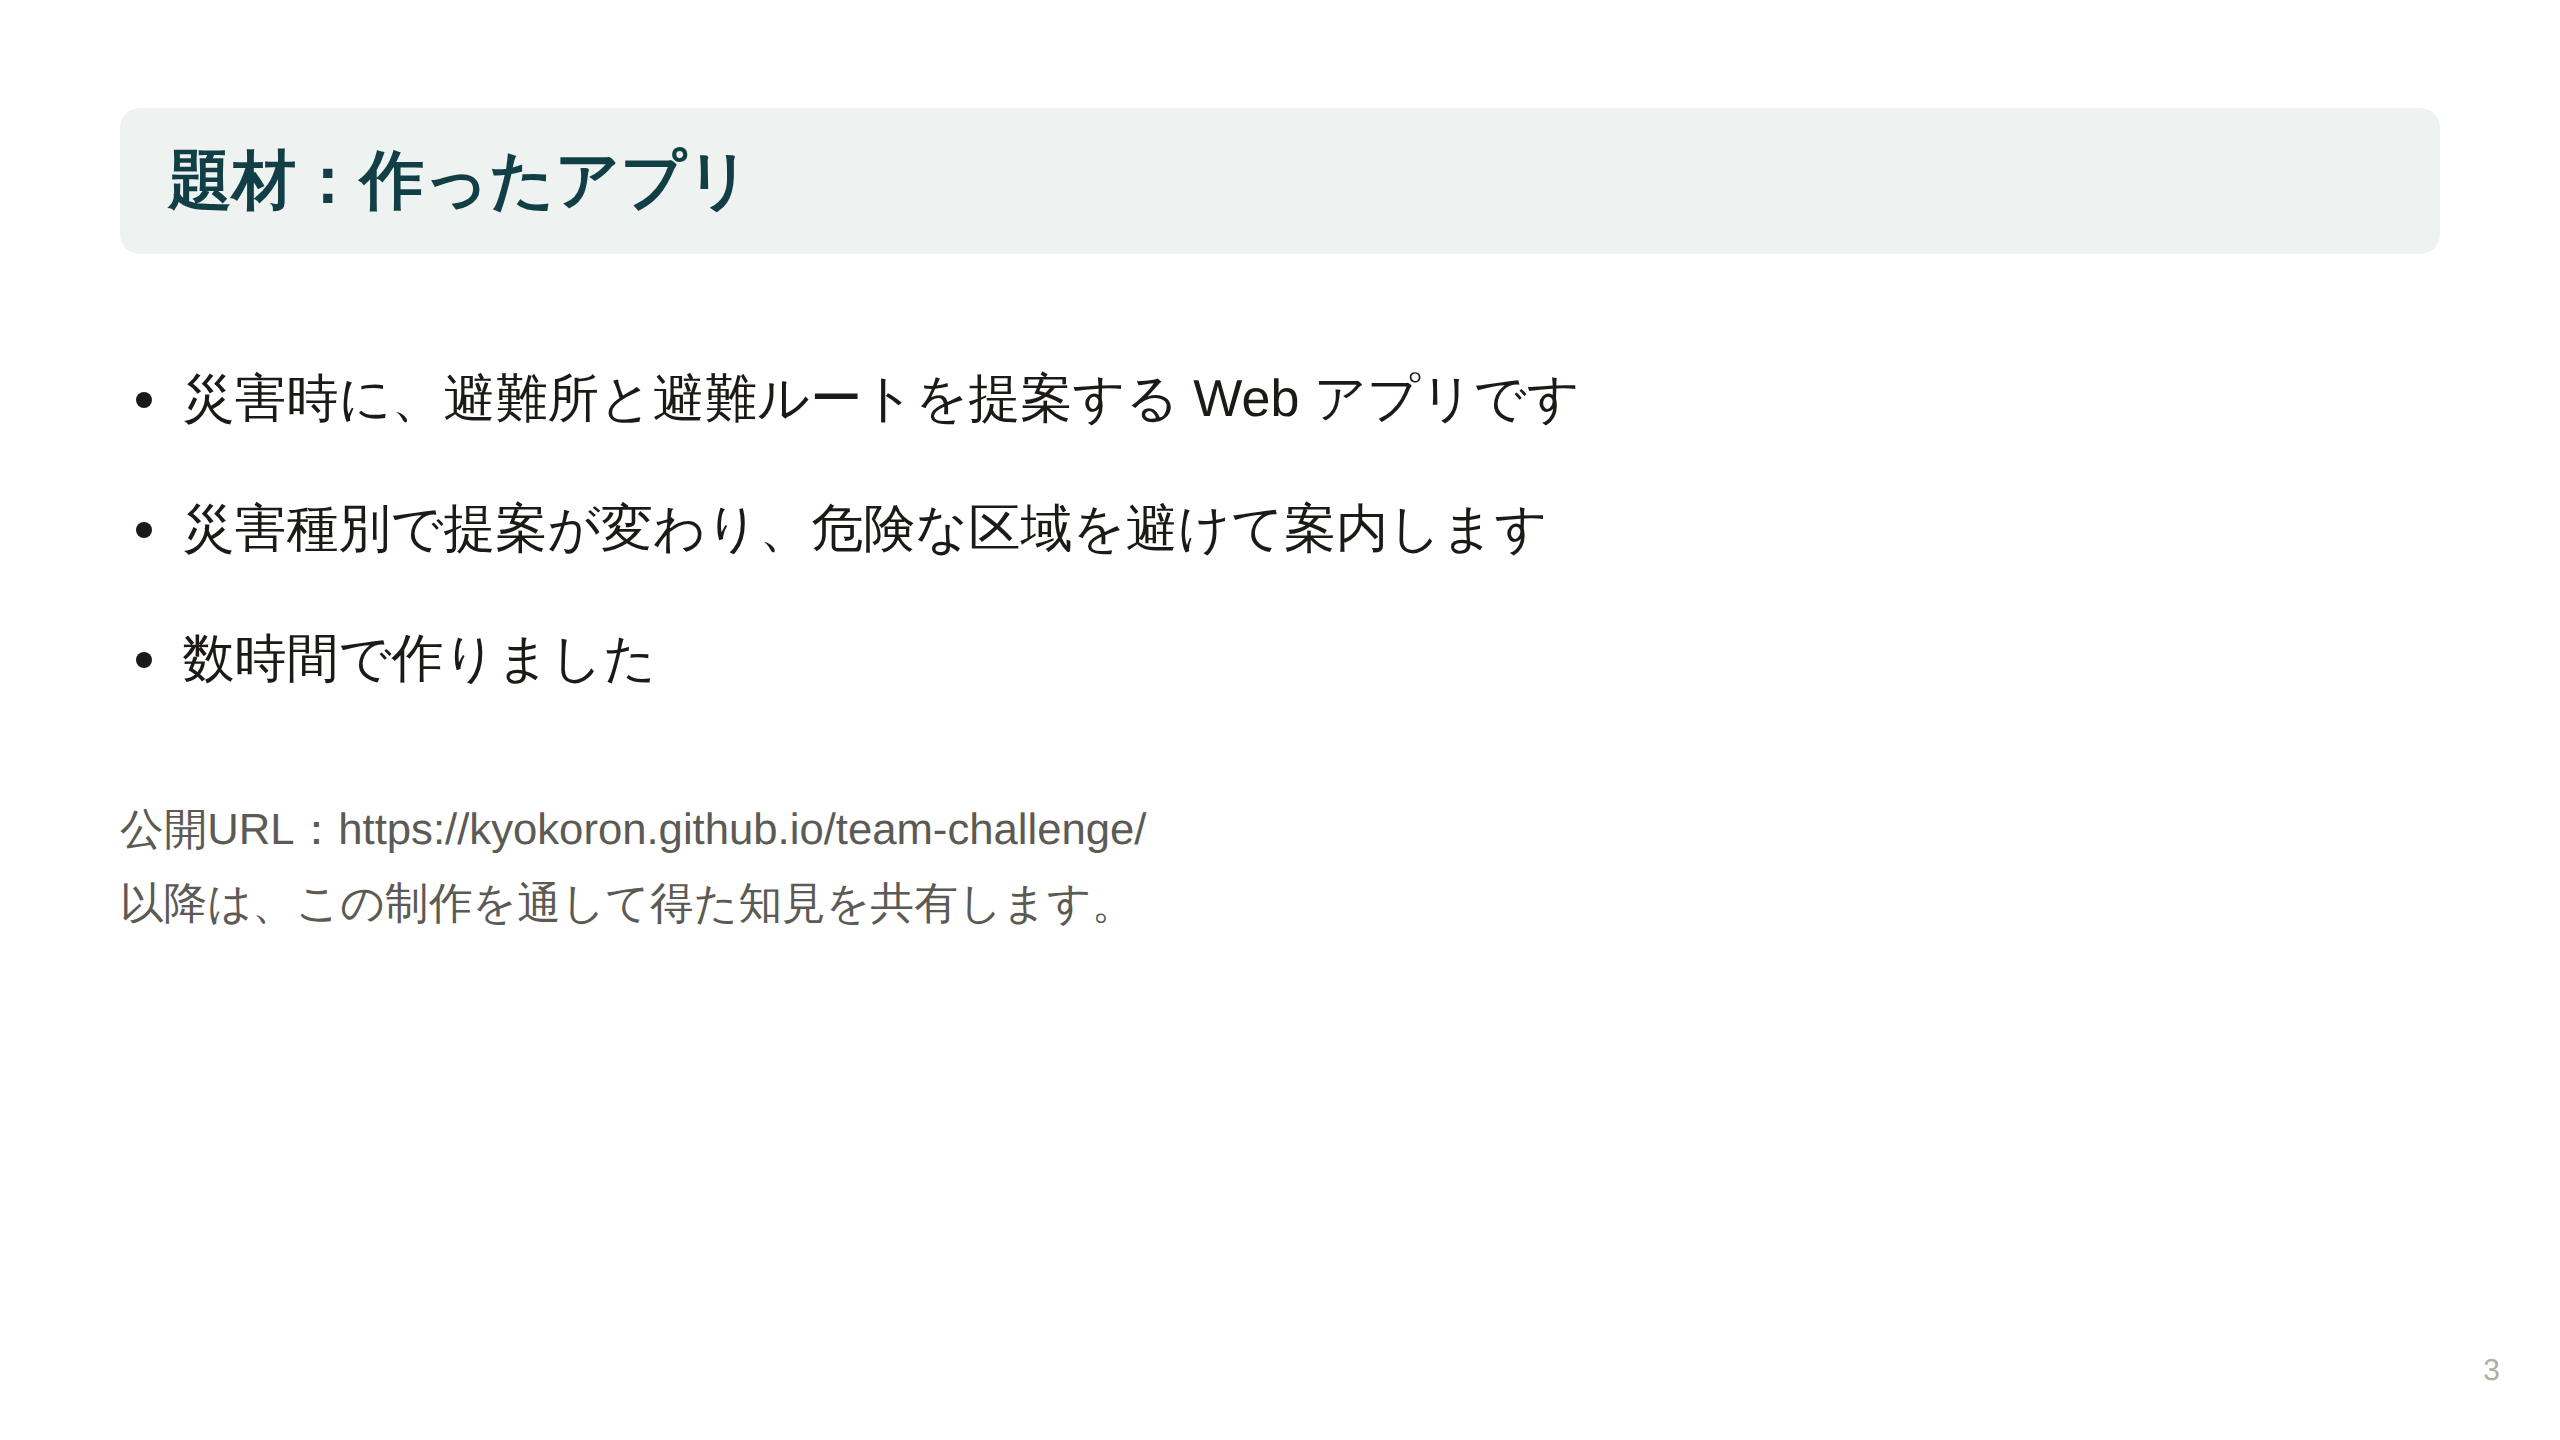 題材：作ったアプリ
• 災害時に、避難所と避難ルートを提案する Web アプリです
• 災害種別で提案が変わり、危険な区域を避けて案内します
• 数時間で作りました
公開URL：https://kyokoron.github.io/team-challenge/
以降は、この制作を通して得た知見を共有します。
3